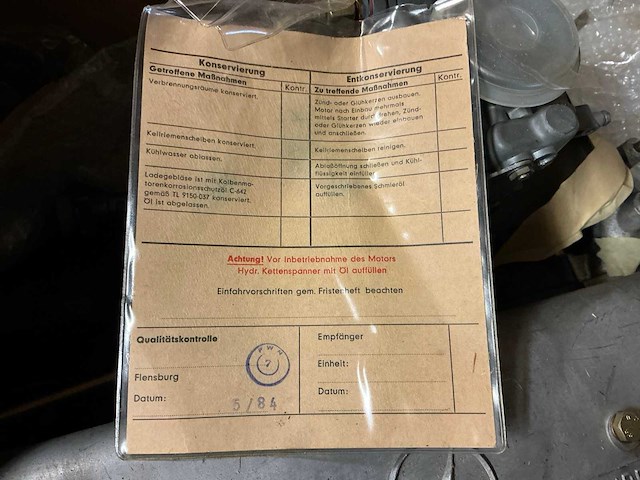 Konservierung
Getroffene Maßnahmen
Kontr.
Verbrennungsräume konserviert.
Keilriemenscheiben konserviert.
Kühlwasser ablassen.
Ladegebläse ist mit Kolbenmo-
torenkorrosionsschutzöl C-642
gemäß TL 9150-037 konserviert.
Öl ist abgelassen.
Entkonservierung
Zu treffende Maßnahmen
Kontr.
Zünd- oder Glühkerzen ausbauen.
Motor nach Einbau mehrmals
mittels Starter durchdrehen, Zünd-
oder Glühkerzen wieder einbauen
und anschließen.
Keilriemenscheiben reinigen.
Ablaßöffnung schließen und Kühl-
flüssigkeit einfüllen
Vorgeschriebenes Schmieröl
auffüllen.
Achtung! Vor Inbetriebnahme des Motors
Hydr. Kettenspanner mit Öl auffüllen
Einfahrvorschriften gem. Fristenheft beachten
Qualitätskontrolle
PWN
7
Flensburg
Datum:
5/84
Empfänger
Einheit:
Datum: